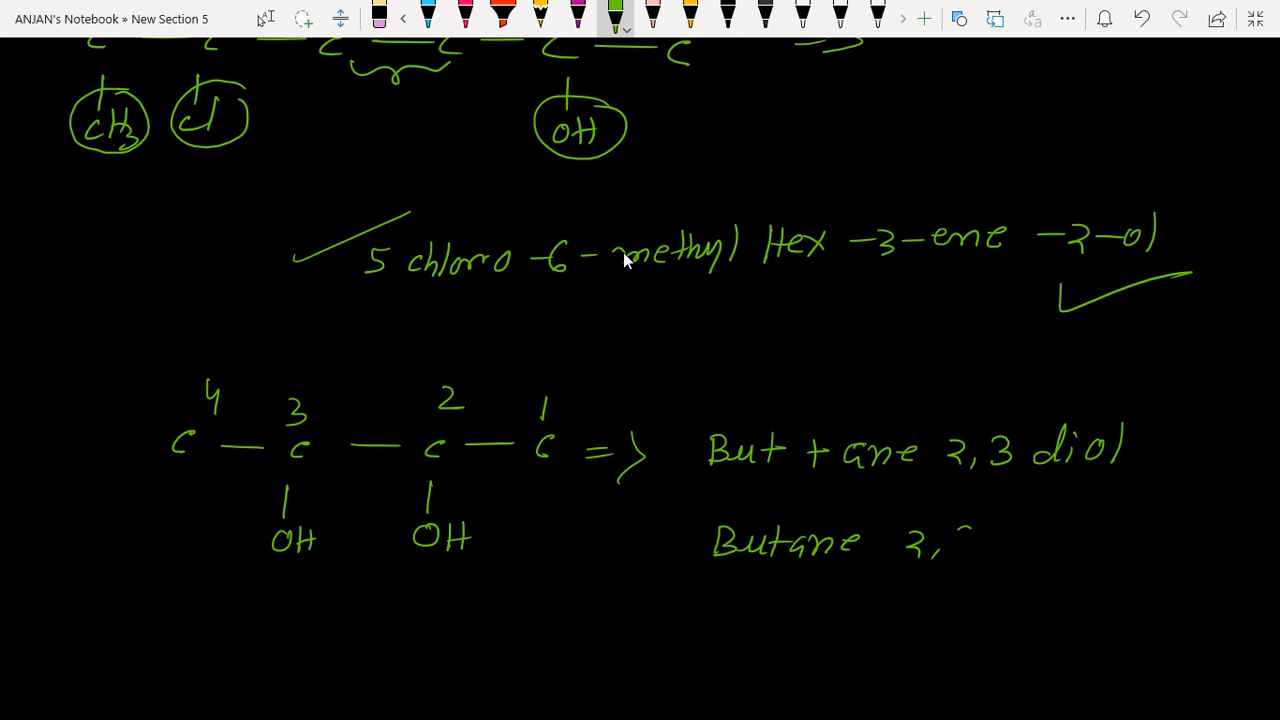 ANJAN's Notebook » New Section 5
C — C — C — C — C — C =>
CH3 Cl OH
5 chloro -6-methyl Hex -3-ene -2-ol
4 3 2 1
C — C — C — C => But + ane 2,3 diol
OH OH
Butane 2,